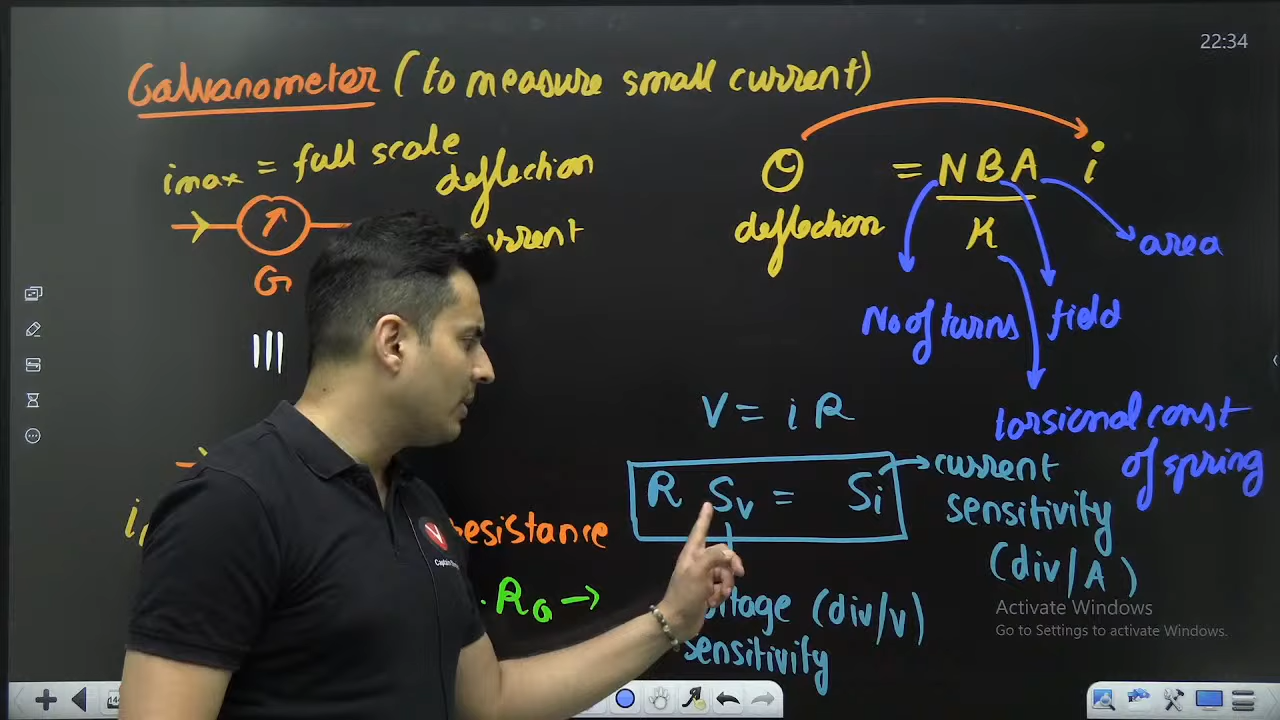 22:34
Galvanometer (to measure small current)
imax = full scale
deflection
G
Θ = NBA i
K
deflection
area
No of turns
field
torsional const
of spring
V = i R
R Sv = Si
current
sensitivity
(div/A)
resistance
RG →
(div/v)
sensitivity
Activate Windows
Go to Settings to activate Windows.
V